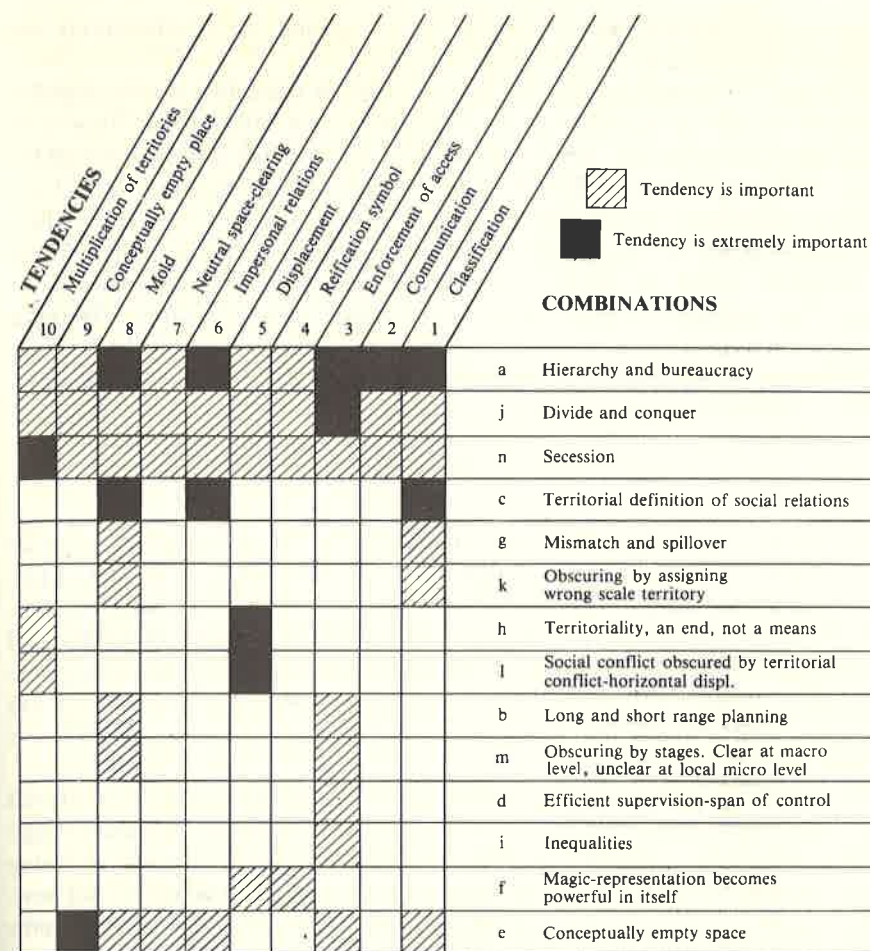 TENDENCIES
Multiplication of territories
Conceptually empty place
Mold
Neutral space-clearing
Impersonal relations
Displacement
Reification symbol
Enforcement of access
Communication
Classification
10 9 8 7 6 5 4 3 2 1
Tendency is important
Tendency is extremely important
COMBINATIONS
a Hierarchy and bureaucracy
j Divide and conquer
n Secession
c Territorial definition of social relations
g Mismatch and spillover
k Obscuring by assigning
wrong scale territory
h Territoriality, an end, not a means
l Social conflict obscured by territorial
conflict-horizontal displ.
b Long and short range planning
m Obscuring by stages. Clear at macro
level, unclear at local micro level
d Efficient supervision-span of control
i Inequalities
f Magic-representation becomes
powerful in itself
e Conceptually empty space